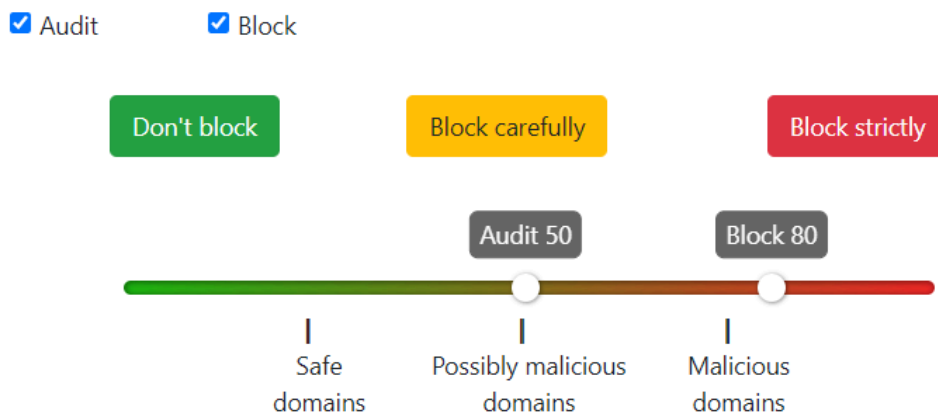 Audit Block
Don't block Block carefully Block strictly
Audit 50 Block 80
Safe Possibly malicious Malicious
domains domains domains